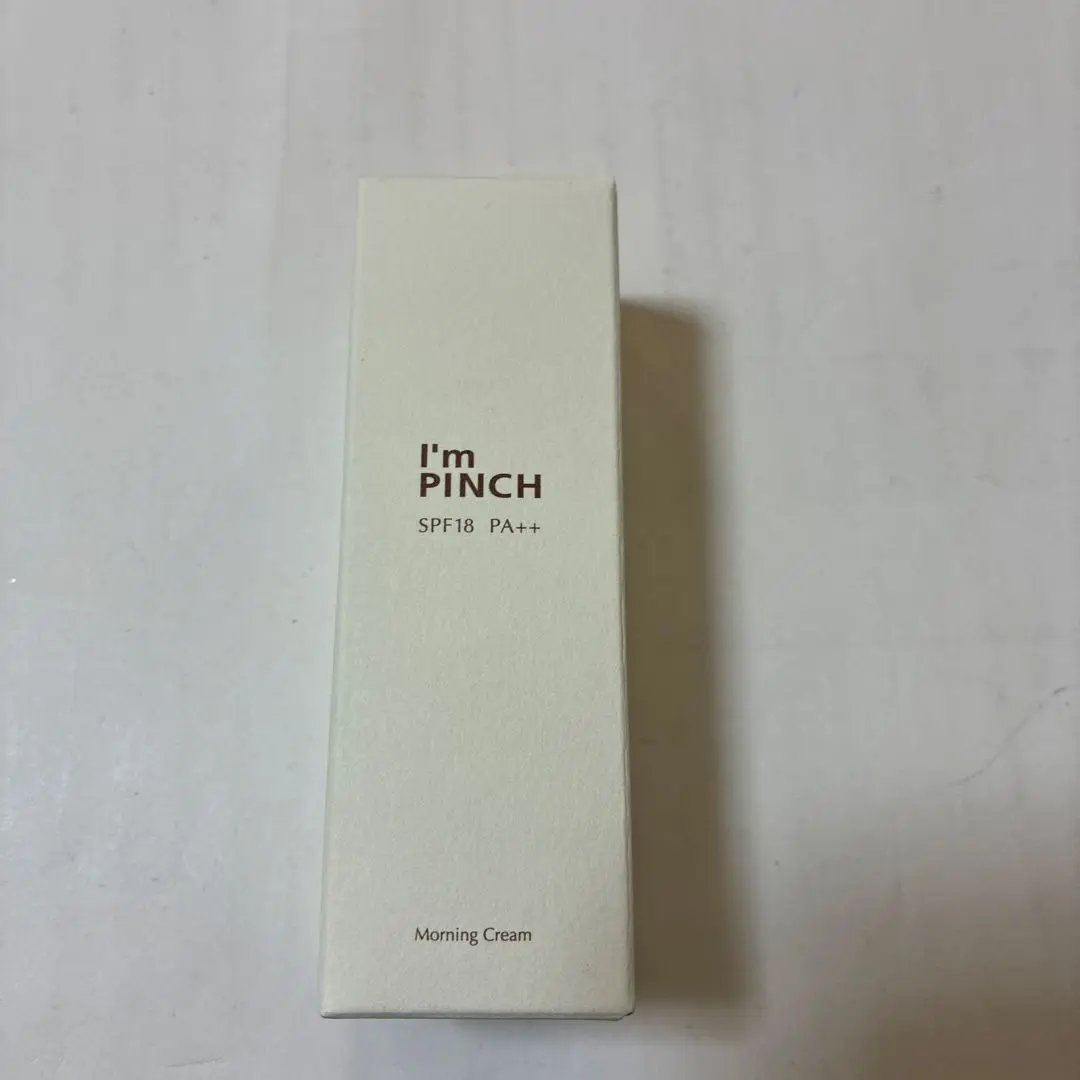 I'm
PINCH
SPF18 PA++
Morning Cream